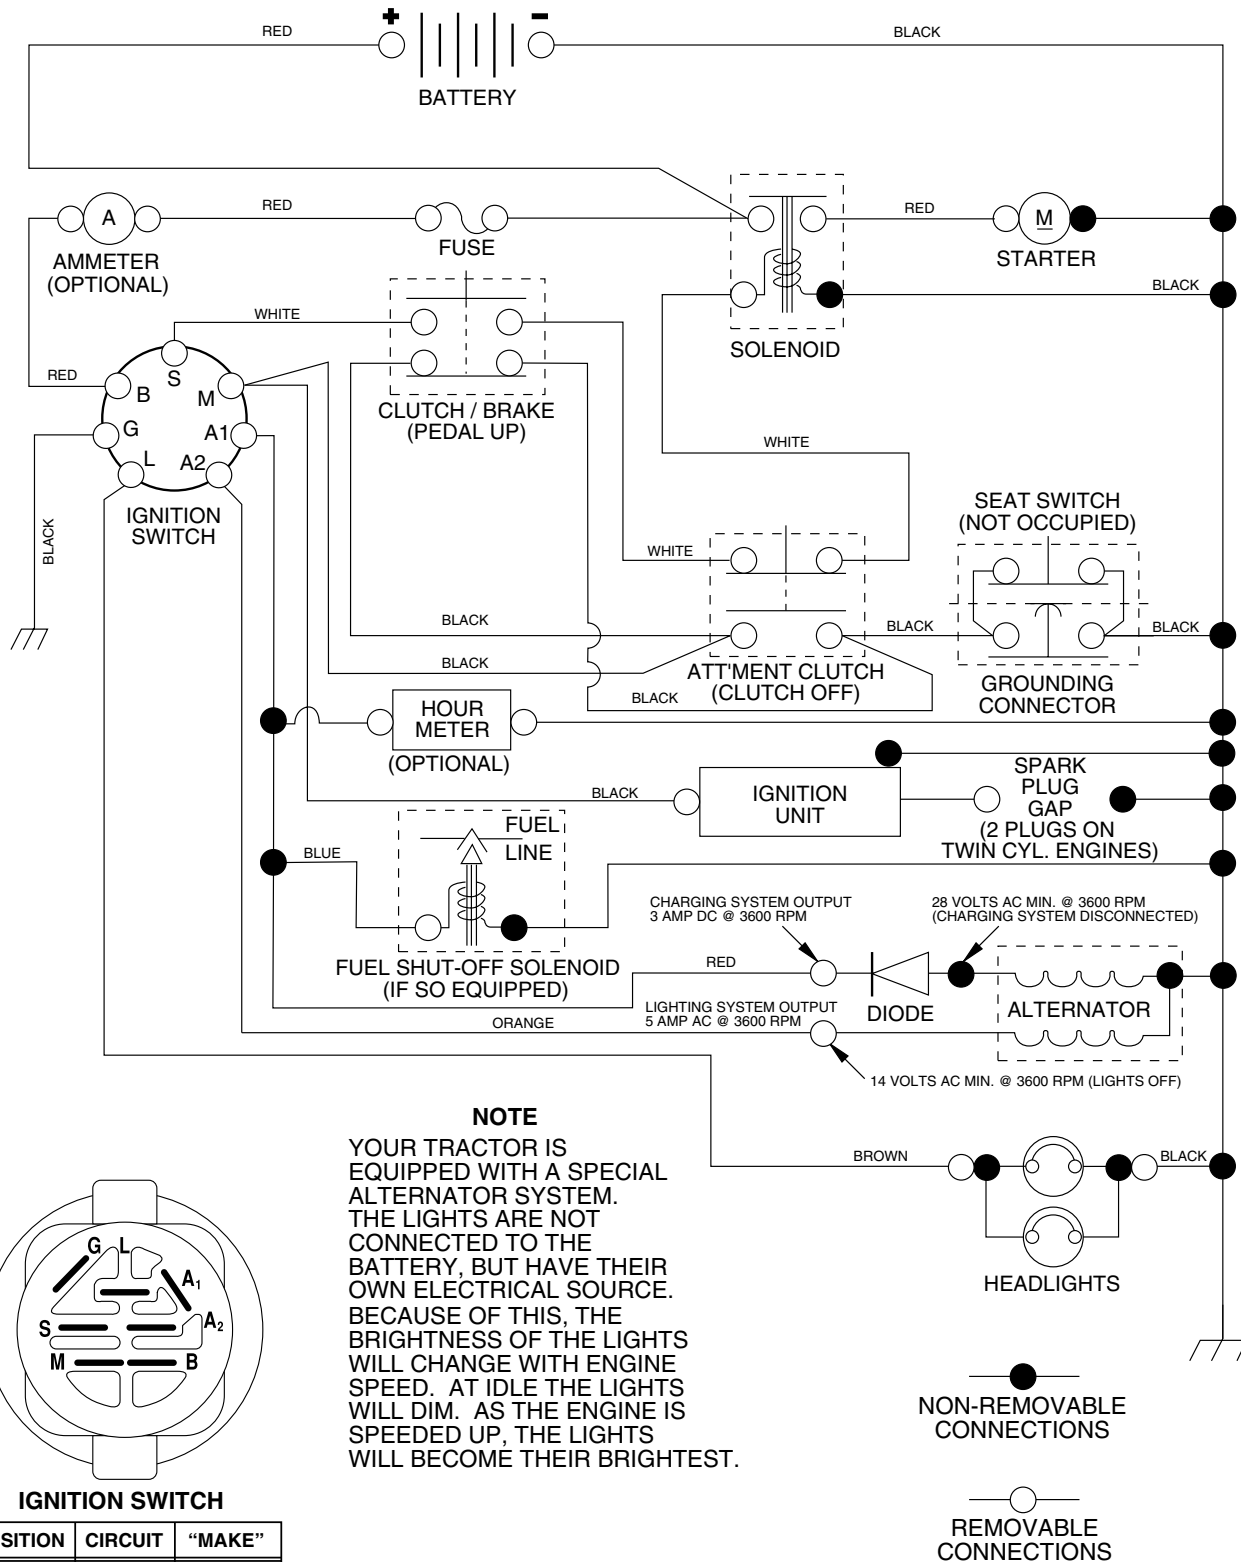 +
-
RED
BLACK
BATTERY
A
RED
RED
M
AMMETER
(OPTIONAL)
FUSE
STARTER
BLACK
WHITE
SOLENOID
RED
S
B
M
G
A1
L
A2
CLUTCH / BRAKE
(PEDAL UP)
WHITE
IGNITION
SWITCH
BLACK
SEAT SWITCH
(NOT OCCUPIED)
WHITE
BLACK
BLACK
BLACK
BLACK
ATT'MENT CLUTCH
(CLUTCH OFF)
BLACK
GROUNDING
CONNECTOR
HOUR
METER
(OPTIONAL)
BLACK
IGNITION
UNIT
SPARK
PLUG
GAP
(2 PLUGS ON
TWIN CYL. ENGINES)
FUEL
LINE
BLUE
CHARGING SYSTEM OUTPUT
3 AMP DC @ 3600 RPM
28 VOLTS AC MIN. @ 3600 RPM
(CHARGING SYSTEM DISCONNECTED)
FUEL SHUT-OFF SOLENOID
(IF SO EQUIPPED)
RED
DIODE
ALTERNATOR
LIGHTING SYSTEM OUTPUT
5 AMP AC @ 3600 RPM
ORANGE
14 VOLTS AC MIN. @ 3600 RPM (LIGHTS OFF)
NOTE
YOUR TRACTOR IS
EQUIPPED WITH A SPECIAL
ALTERNATOR SYSTEM.
THE LIGHTS ARE NOT
CONNECTED TO THE
BATTERY, BUT HAVE THEIR
OWN ELECTRICAL SOURCE.
BECAUSE OF THIS, THE
BRIGHTNESS OF THE LIGHTS
WILL CHANGE WITH ENGINE
SPEED. AT IDLE THE LIGHTS
WILL DIM. AS THE ENGINE IS
SPEEDED UP, THE LIGHTS
WILL BECOME THEIR BRIGHTEST.
BROWN
BLACK
HEADLIGHTS
G
L
A1
A2
S
M
B
IGNITION SWITCH
SITION CIRCUIT “MAKE”
NON-REMOVABLE
CONNECTIONS
REMOVABLE
CONNECTIONS